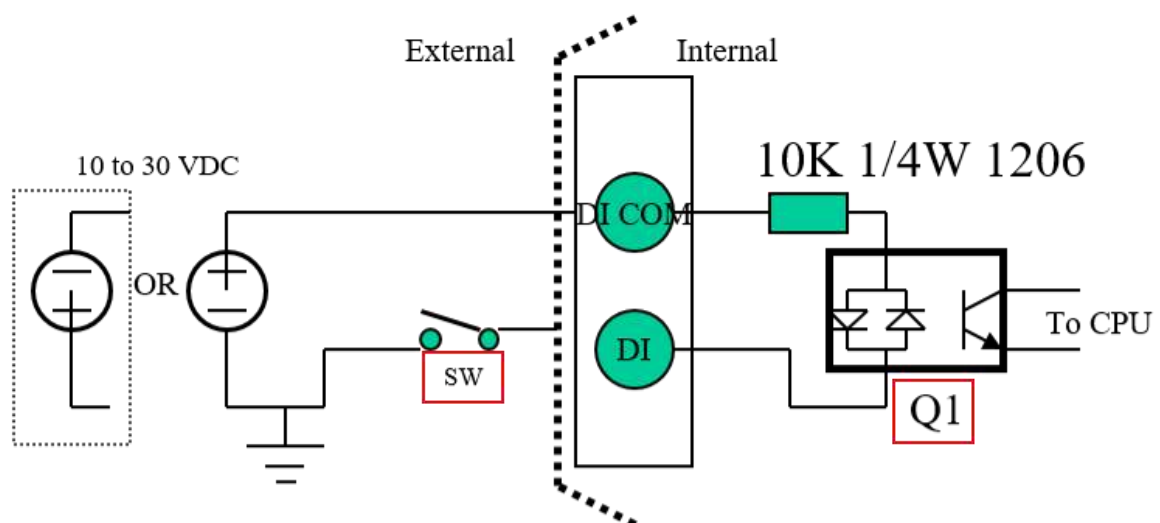 External
Internal
10 to 30 VDC
10K 1/4W 1206
DI COM
OR
DI
To CPU
SW
Q1